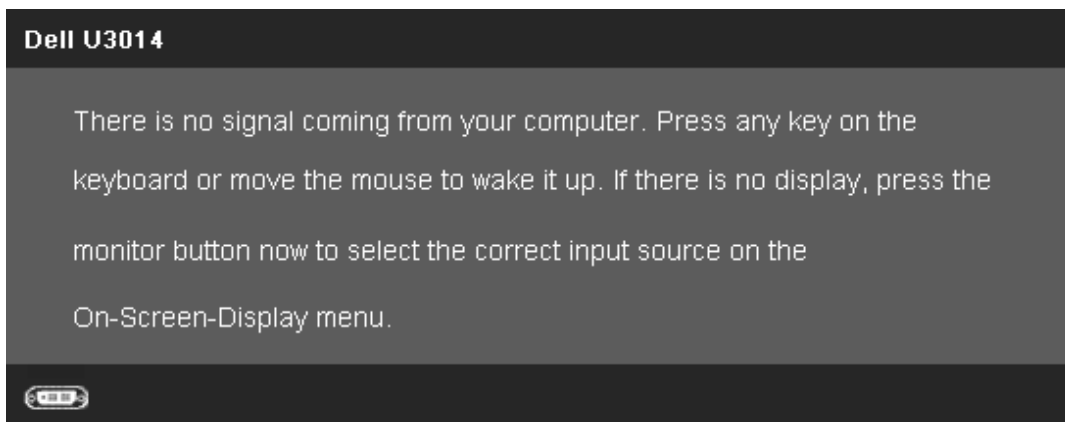 Dell U3014
There is no signal coming from your computer. Press any key on the
keyboard or move the mouse to wake it up. If there is no display, press the
monitor button now to select the correct input source on the
On-Screen-Display menu.